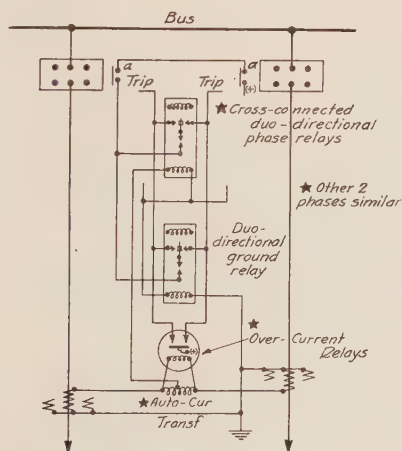 Bus
a
a
Trip
Trip
(+)
★ Cross-connected
duo-directional
phase relays
★ Other 2
phases similar
Duo-
directional
ground
relay
★
Over-Current
Relays
(+)
★ Auto-Cur
Transf